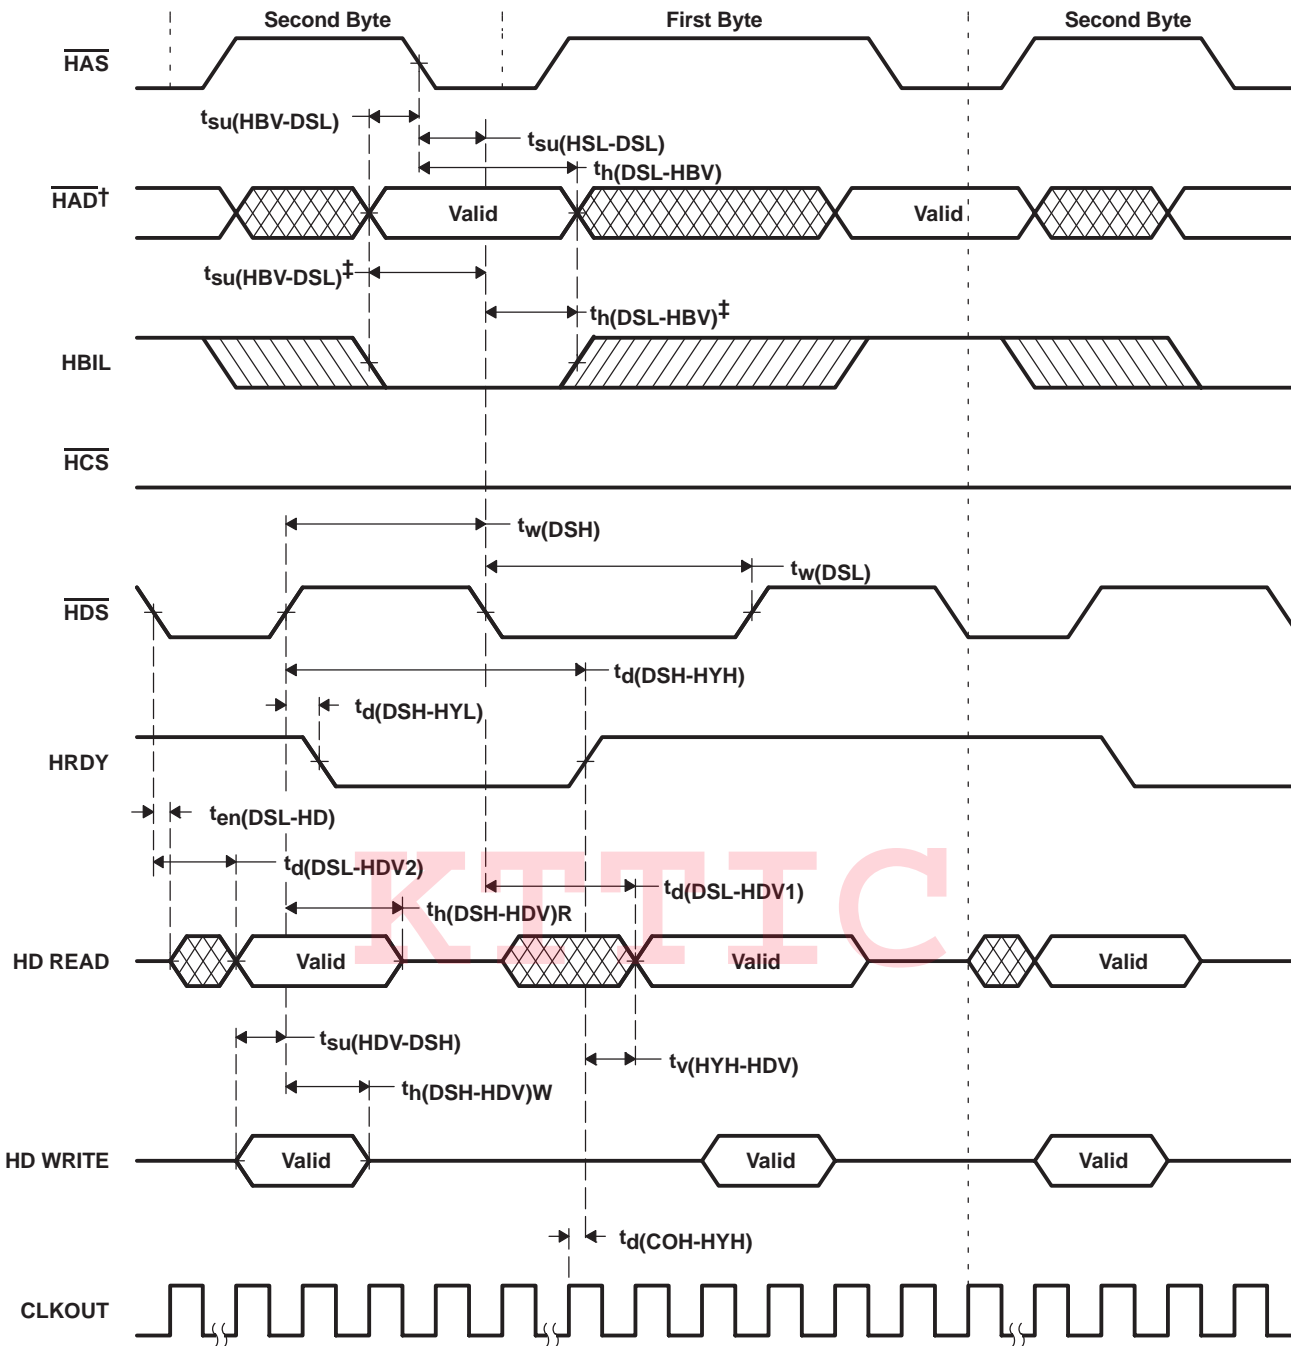 Second Byte First Byte Second Byte
HAS
tsu(HBV-DSL)
tsu(HSL-DSL)
th(DSL-HBV)
HAD†
Valid Valid
tsu(HBV-DSL)‡
th(DSL-HBV)‡
HBIL
HCS
tw(DSH)
tw(DSL)
HDS
td(DSH-HYH)
td(DSH-HYL)
HRDY
ten(DSL-HD)
td(DSL-HDV2)
td(DSL-HDV1)
th(DSH-HDV)R
KTTIC
HD READ Valid Valid Valid
tsu(HDV-DSH)
tv(HYH-HDV)
th(DSH-HDV)W
HD WRITE Valid Valid Valid
td(COH-HYH)
CLKOUT